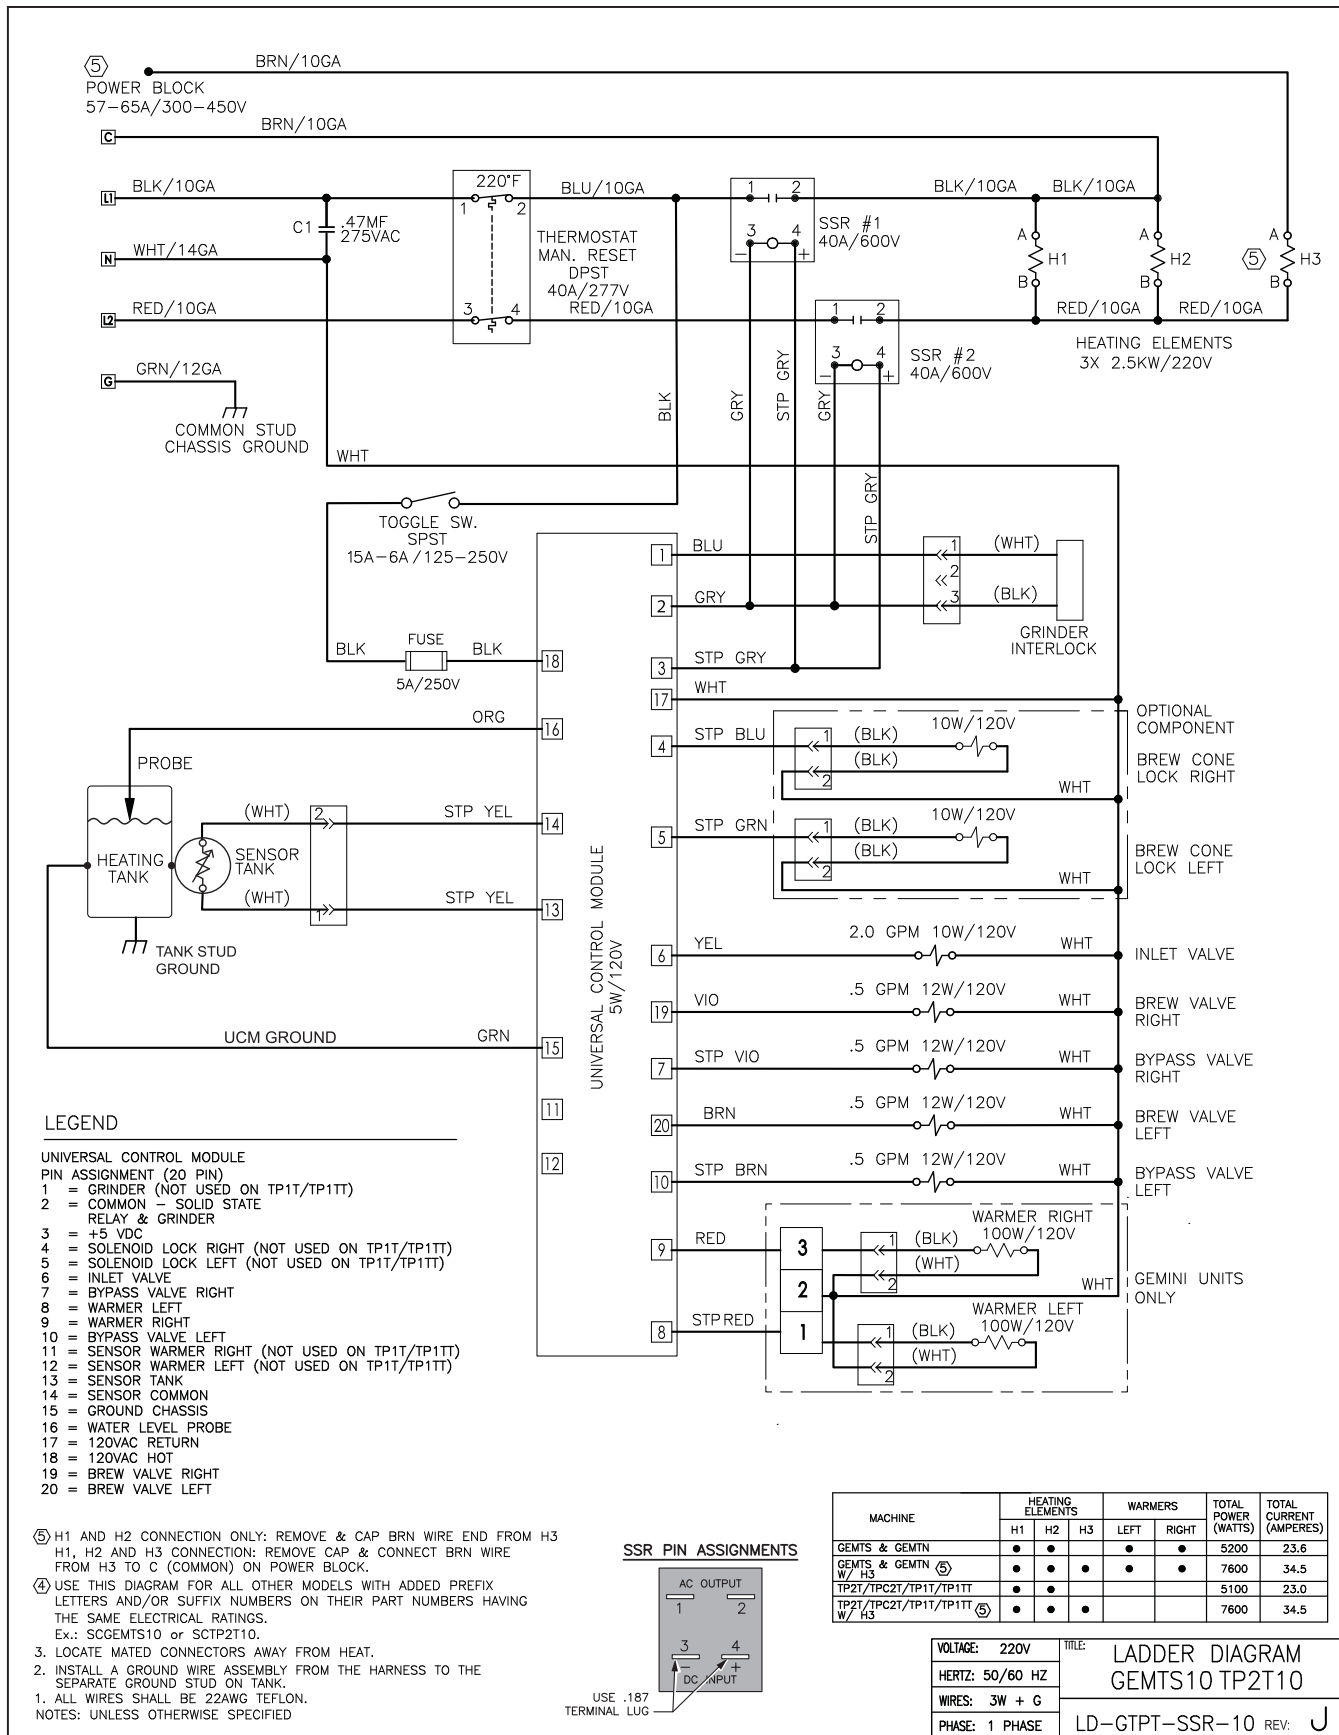 5 BRN/10GA
POWER BLOCK
57-65A/300-450V
BRN/10GA
C
L1 BLK/10GA 220°F BLU/10GA 1 2 BLK/10GA BLK/10GA
1 2
C1 .47MF
275VAC
SSR #1
40A/600V
3 4
- +
N WHT/14GA
THERMOSTAT
MAN. RESET
DPST
40A/277V
A A A
H1 H2 5 H3
B B B
L2 RED/10GA 3 4 RED/10GA 1 2 RED/10GA RED/10GA
HEATING ELEMENTS
3X 2.5KW/220V
SSR #2
40A/600V
3 4
- +
G GRN/12GA
COMMON STUD
CHASSIS GROUND
BLK
GRY
STP GRY
GRY
STP GRY
WHT
TOGGLE SW.
SPST
15A-6A/125-250V
1 BLU 1 (WHT)
2
2 GRY 3 (BLK)
GRINDER
INTERLOCK
BLK FUSE BLK 18
5A/250V
3 STP GRY
17 WHT
ORG 16
PROBE
OPTIONAL
COMPONENT
4 STP BLU 1 (BLK) 10W/120V
2 (BLK)
WHT
BREW CONE
LOCK RIGHT
5 STP GRN 1 (BLK) 10W/120V
2 (BLK)
WHT
BREW CONE
LOCK LEFT
HEATING
TANK
SENSOR
TANK
(WHT) 2 STP YEL 14
(WHT) 1 STP YEL 13
TANK STUD
GROUND
UCM GROUND GRN 15
11
12
UNIVERSAL CONTROL MODULE
5W/120V
6 YEL 2.0 GPM 10W/120V WHT INLET VALVE
19 VIO .5 GPM 12W/120V WHT BREW VALVE
RIGHT
7 STP VIO .5 GPM 12W/120V WHT BYPASS VALVE
RIGHT
20 BRN .5 GPM 12W/120V WHT BREW VALVE
LEFT
10 STP BRN .5 GPM 12W/120V WHT BYPASS VALVE
LEFT
WARMER RIGHT
100W/120V
9 RED 3 1 (BLK)
2 (WHT)
2 WHT
GEMINI UNITS
ONLY
WARMER LEFT
100W/120V
8 STP RED 1 1 (BLK)
2 (WHT)
LEGEND
UNIVERSAL CONTROL MODULE
PIN ASSIGNMENT (20 PIN)
1 = GRINDER (NOT USED ON TP1T/TP1TT)
2 = COMMON - SOLID STATE
RELAY & GRINDER
3 = +5 VDC
4 = SOLENOID LOCK RIGHT (NOT USED ON TP1T/TP1TT)
5 = SOLENOID LOCK LEFT (NOT USED ON TP1T/TP1TT)
6 = INLET VALVE
7 = BYPASS VALVE RIGHT
8 = WARMER LEFT
9 = WARMER RIGHT
10 = BYPASS VALVE LEFT
11 = SENSOR WARMER RIGHT (NOT USED ON TP1T/TP1TT)
12 = SENSOR WARMER LEFT (NOT USED ON TP1T/TP1TT)
13 = SENSOR TANK
14 = SENSOR COMMON
15 = GROUND CHASSIS
16 = WATER LEVEL PROBE
17 = 120VAC RETURN
18 = 120VAC HOT
19 = BREW VALVE RIGHT
20 = BREW VALVE LEFT
5 H1 AND H2 CONNECTION ONLY: REMOVE & CAP BRN WIRE END FROM H3
H1, H2 AND H3 CONNECTION: REMOVE CAP & CONNECT BRN WIRE
FROM H3 TO C (COMMON) ON POWER BLOCK.
4 USE THIS DIAGRAM FOR ALL OTHER MODELS WITH ADDED PREFIX
LETTERS AND/OR SUFFIX NUMBERS ON THEIR PART NUMBERS HAVING
THE SAME ELECTRICAL RATINGS.
Ex.: SCGEMTS10 or SCTP2T10.
3. LOCATE MATED CONNECTORS AWAY FROM HEAT.
2. INSTALL A GROUND WIRE ASSEMBLY FROM THE HARNESS TO THE
SEPARATE GROUND STUD ON TANK.
1. ALL WIRES SHALL BE 22AWG TEFLON.
NOTES: UNLESS OTHERWISE SPECIFIED
SSR PIN ASSIGNMENTS
AC OUTPUT
1 2
3 4
- +
DC INPUT
USE .187
TERMINAL LUG
MACHINE HEATING ELEMENTS WARMERS TOTAL POWER (WATTS) TOTAL CURRENT (AMPERES)
H1 H2 H3 LEFT RIGHT
GEMTS & GEMTN ● ● ● ● 5200 23.6
GEMTS & GEMTN W/ H3 5 ● ● ● ● ● 7600 34.5
TP2T/TPC2T/TP1T/TP1TT ● ● 5100 23.0
TP2T/TPC2T/TP1T/TP1TT W/ H3 5 ● ● ● 7600 34.5
VOLTAGE: 220V
HERTZ: 50/60 HZ
WIRES: 3W + G
PHASE: 1 PHASE
TITLE: LADDER DIAGRAM
GEMTS10 TP2T10
LD-GTPT-SSR-10 REV: J